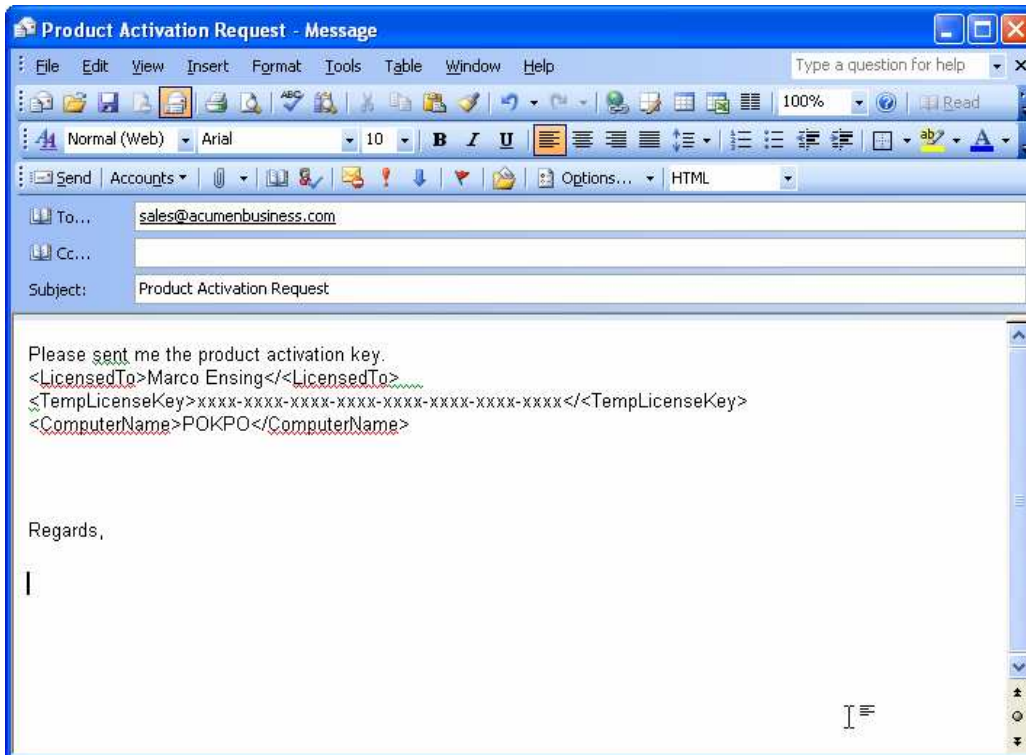 Product Activation Request - Message
File Edit View Insert Format Tools Table Window Help Type a question for help
100% Read
Normal (Web) Arial 10 B I U
Send Accounts Options... HTML
To... sales@acumenbusiness.com
Cc...
Subject: Product Activation Request
Please sent me the product activation key.
<LicensedTo>Marco Ensing</<LicensedTo>
<TempLicenseKey>xxxx-xxxx-xxxx-xxxx-xxxx-xxxx-xxxx-xxxx</<TempLicenseKey>
<ComputerName>POKPO</ComputerName>
Regards,